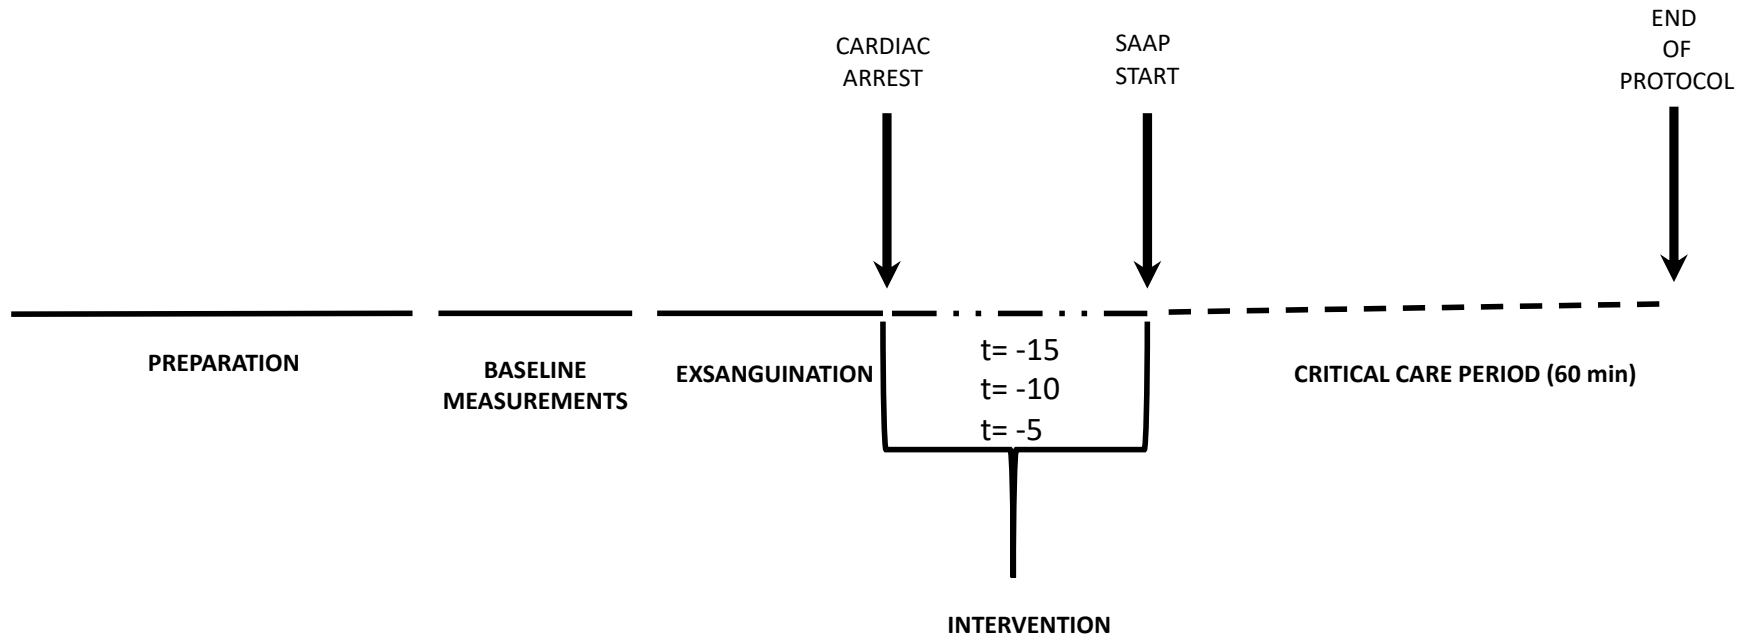 CARDIAC
ARREST
SAAP
START
END
OF
PROTOCOL
PREPARATION
BASELINE
MEASUREMENTS
EXSANGUINATION
t= -15
t= -10
t= -5
CRITICAL CARE PERIOD (60 min)
INTERVENTION